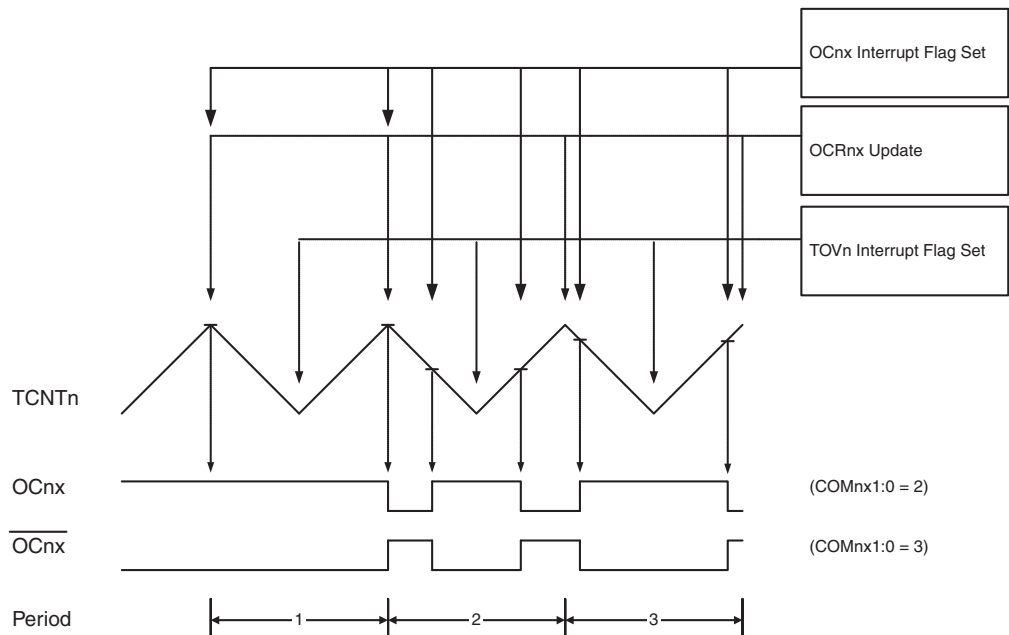 OCnx Interrupt Flag Set
OCRnx Update
TOVn Interrupt Flag Set
TCNTn
OCnx
(COMnx1:0 = 2)
OCnx
(COMnx1:0 = 3)
Period
1
2
3